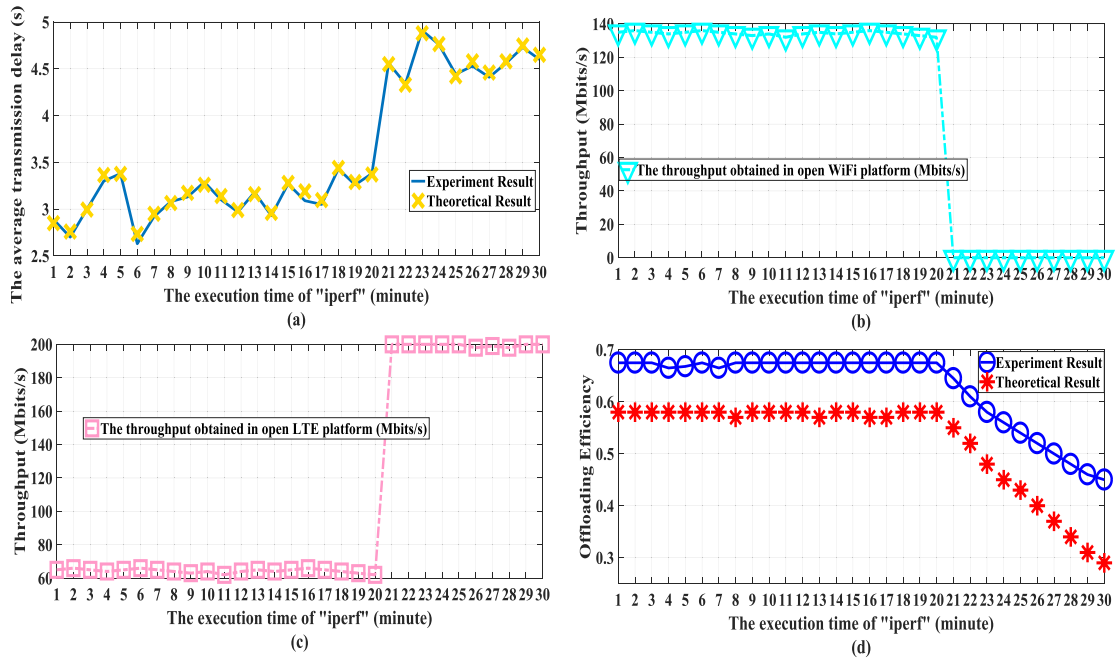 The average transmission delay (s)
5
4.5
4
3.5
3
2.5
1 2 3 4 5 6 7 8 9 10 11 12 13 14 15 16 17 18 19 20 21 22 23 24 25 26 27 28 29 30
Experiment Result
Theoretical Result
The execution time of "iperf" (minute)
(a)
Throughput (Mbits/s)
140
120
100
80
60
40
20
0
1 2 3 4 5 6 7 8 9 10 11 12 13 14 15 16 17 18 19 20 21 22 23 24 25 26 27 28 29 30
The throughput obtained in open WiFi platform (Mbits/s)
The execution time of "iperf" (minute)
(b)
Throughput (Mbits/s)
200
180
160
140
120
100
80
60
1 2 3 4 5 6 7 8 9 10 11 12 13 14 15 16 17 18 19 20 21 22 23 24 25 26 27 28 29 30
The throughput obtained in open LTE platform (Mbits/s)
The execution time of "iperf" (minute)
(c)
Offloading Efficiency
0.7
0.6
0.5
0.4
0.3
1 2 3 4 5 6 7 8 9 10 11 12 13 14 15 16 17 18 19 20 21 22 23 24 25 26 27 28 29 30
Experiment Result
Theoretical Result
The execution time of "iperf" (minute)
(d)